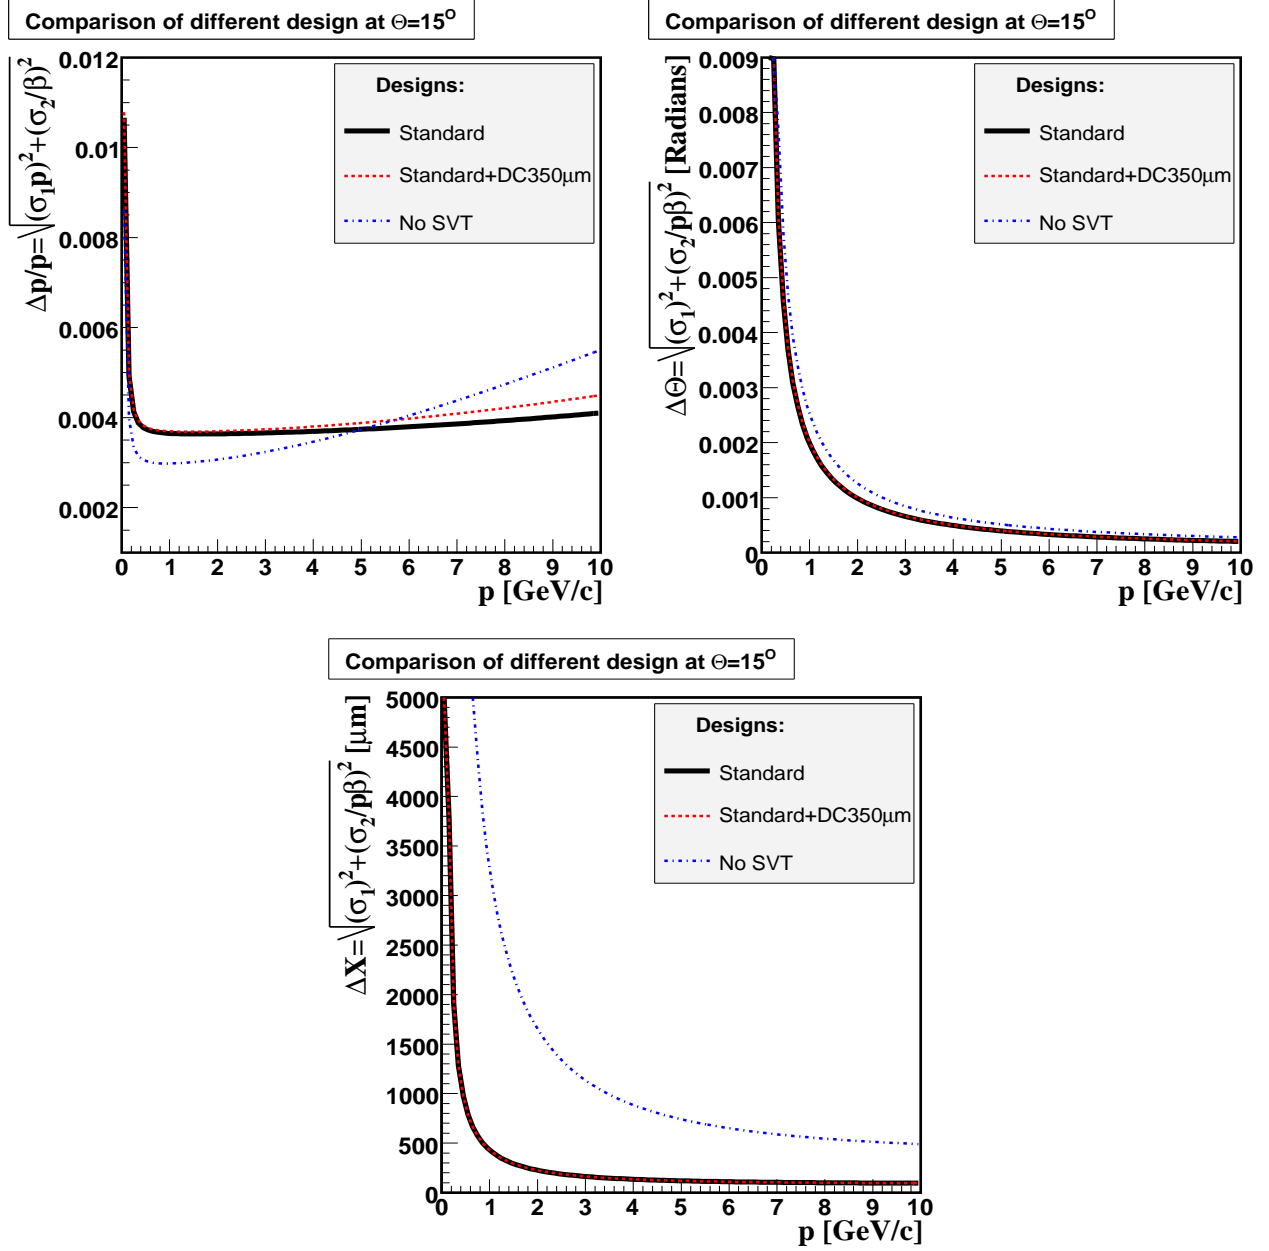 Comparison of different design at Θ=15^O
Δp/p=√(σ₁p)²+(σ₂/β)²
0.012
0.01
0.008
0.006
0.004
0.002
Designs:
Standard
Standard+DC350μm
No SVT
0 1 2 3 4 5 6 7 8 9 10
p [GeV/c]
Comparison of different design at Θ=15^O
ΔΘ=√(σ₁)²+(σ₂/pβ)² [Radians]
0.009
0.008
0.007
0.006
0.005
0.004
0.003
0.002
0.001
0
Designs:
Standard
Standard+DC350μm
No SVT
0 1 2 3 4 5 6 7 8 9 10
p [GeV/c]
Comparison of different design at Θ=15^O
ΔX=√(σ₁)²+(σ₂/pβ)² [μm]
5000
4500
4000
3500
3000
2500
2000
1500
1000
500
0
Designs:
Standard
Standard+DC350μm
No SVT
0 1 2 3 4 5 6 7 8 9 10
p [GeV/c]